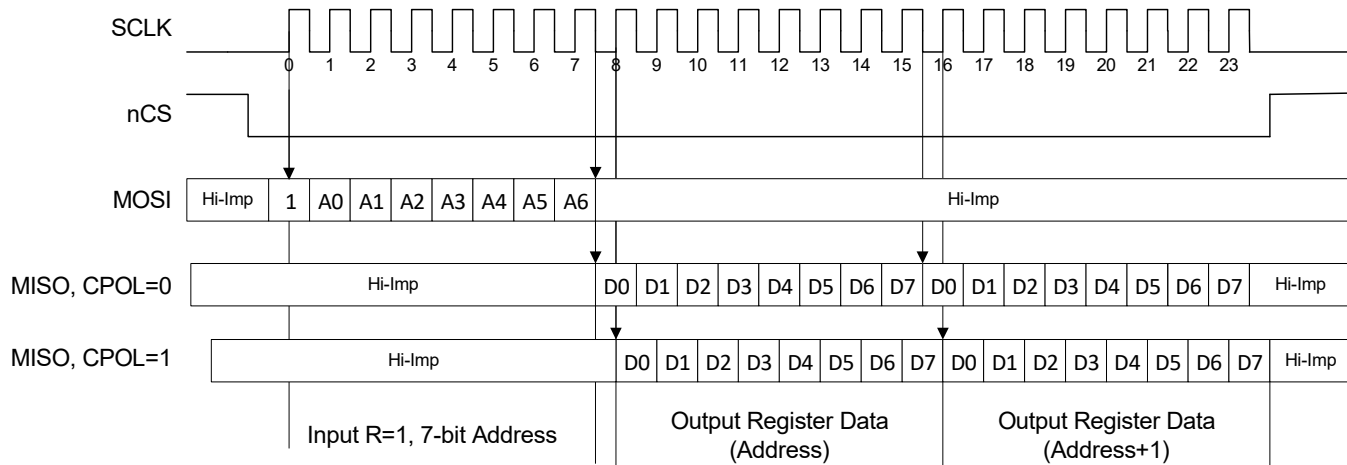 SCLK
0 1 2 3 4 5 6 7 8 9 10 11 12 13 14 15 16 17 18 19 20 21 22 23
nCS
MOSI Hi-Imp 1 A0 A1 A2 A3 A4 A5 A6 Hi-Imp
MISO, CPOL=0 Hi-Imp D0 D1 D2 D3 D4 D5 D6 D7 D0 D1 D2 D3 D4 D5 D6 D7 Hi-Imp
MISO, CPOL=1 Hi-Imp D0 D1 D2 D3 D4 D5 D6 D7 D0 D1 D2 D3 D4 D5 D6 D7 Hi-Imp
Input R=1, 7-bit Address
Output Register Data
(Address)
Output Register Data
(Address+1)